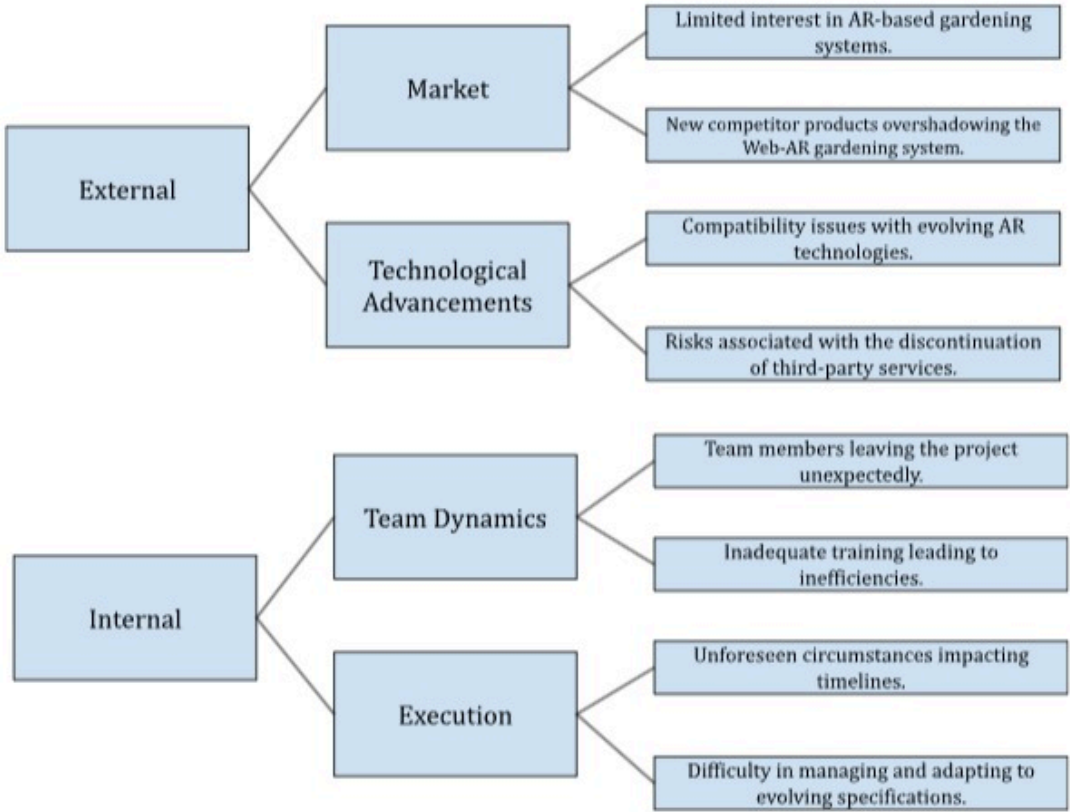 External
Market
Limited interest in AR-based gardening
systems.
New competitor products overshadowing the
Web-AR gardening system.
Technological
Advancements
Compatibility issues with evolving AR
technologies.
Risks associated with the discontinuation
of third-party services.
Internal
Team Dynamics
Team members leaving the project
unexpectedly.
Inadequate training leading to
inefficiencies.
Execution
Unforeseen circumstances impacting
timelines.
Difficulty in managing and adapting to
evolving specifications.